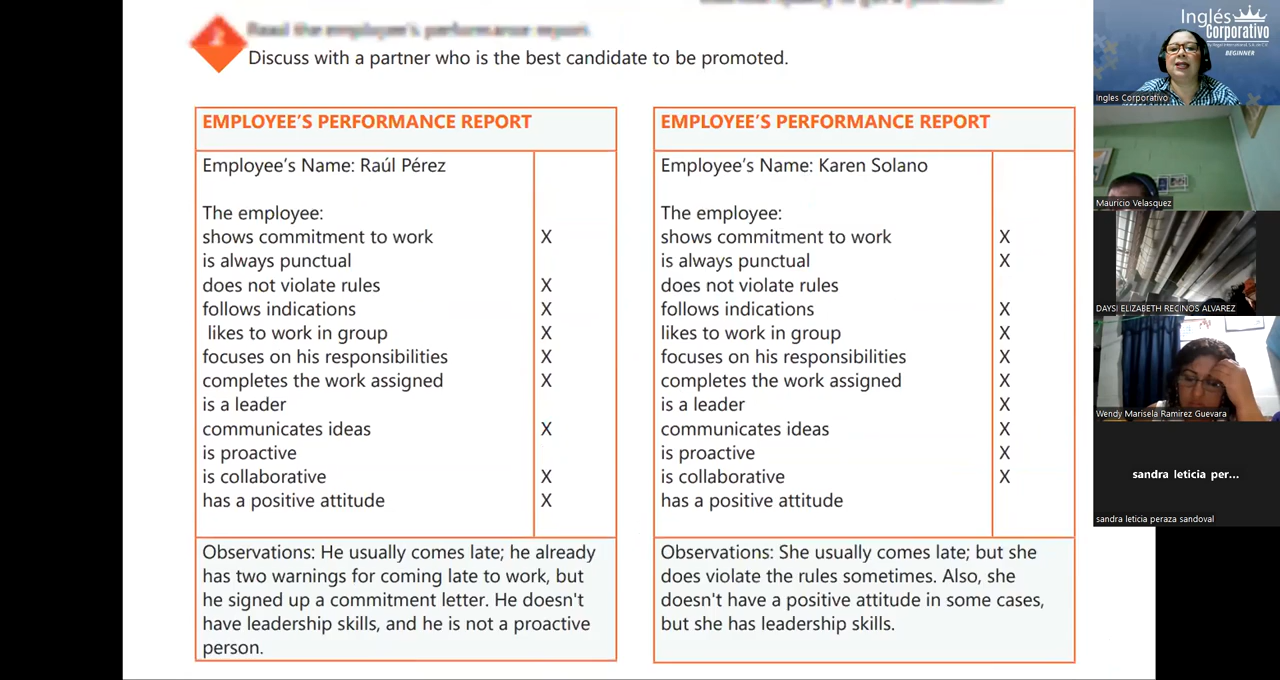 2
Discuss with a partner who is the best candidate to be promoted.
EMPLOYEE'S PERFORMANCE REPORT
Employee's Name: Raúl Pérez
The employee:
shows commitment to work X
is always punctual
does not violate rules X
follows indications X
likes to work in group X
focuses on his responsibilities X
completes the work assigned X
is a leader
communicates ideas X
is proactive
is collaborative X
has a positive attitude X
Observations: He usually comes late; he already
has two warnings for coming late to work, but
he signed up a commitment letter. He doesn't
have leadership skills, and he is not a proactive
person.
EMPLOYEE'S PERFORMANCE REPORT
Employee's Name: Karen Solano
The employee:
shows commitment to work X
is always punctual X
does not violate rules
follows indications X
likes to work in group X
focuses on his responsibilities X
completes the work assigned X
is a leader X
communicates ideas X
is proactive X
is collaborative X
has a positive attitude
Observations: She usually comes late; but she
does violate the rules sometimes. Also, she
doesn't have a positive attitude in some cases,
but she has leadership skills.
Inglés
Corporativo
BEGINNER
Ingles Corporativo
Mauricio Velasquez
DAYSI ELIZABETH RECINOS ALVAREZ
Wendy Marisela Ramirez Guevara
sandra leticia per...
sandra leticia peraza sandoval